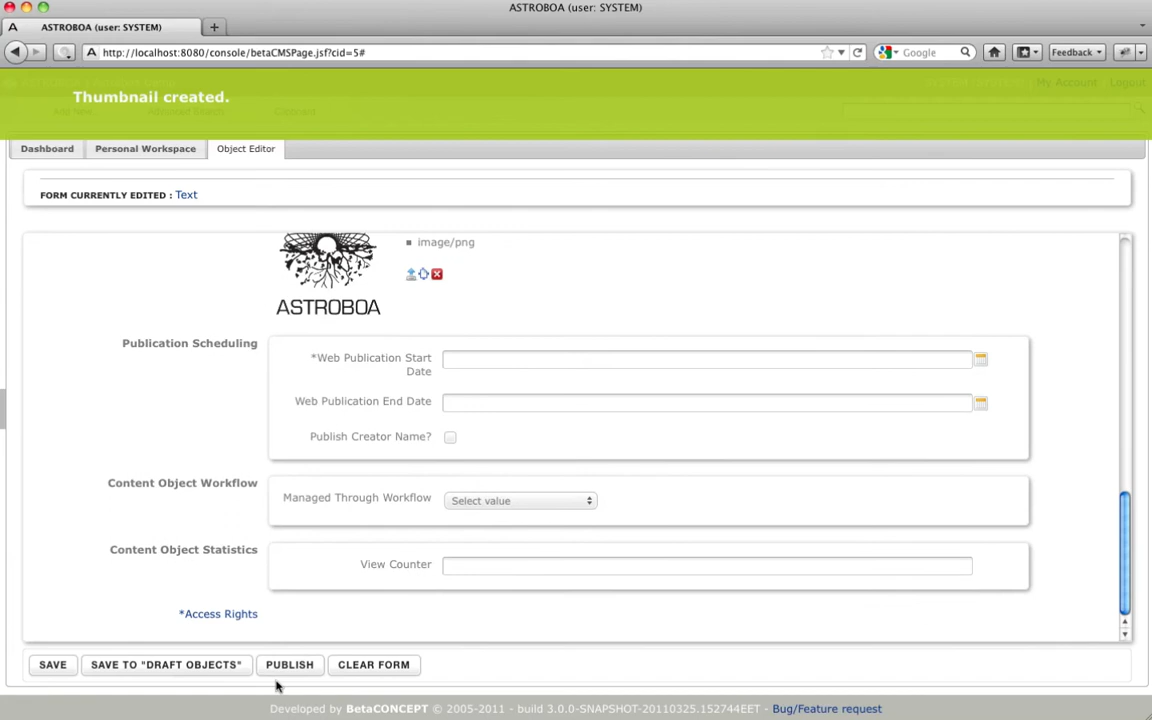 ASTROBOA (user: SYSTEM)
ASTROBOA (user: SYSTEM)
http://localhost:8080/console/betaCMSPage.jsf?cid=5#
Google
Feedback
Thumbnail created.
My Account
Logout
Dashboard
Personal Workspace
Object Editor
FORM CURRENTLY EDITED : Text
image/png
ASTROBOA
Publication Scheduling
*Web Publication Start
Date
Web Publication End Date
Publish Creator Name?
Content Object Workflow
Managed Through Workflow
Select value
Content Object Statistics
View Counter
*Access Rights
SAVE
SAVE TO "DRAFT OBJECTS"
PUBLISH
CLEAR FORM
Developed by BetaCONCEPT © 2005-2011 - build 3.0.0-SNAPSHOT-20110325.152744EET - Bug/Feature request